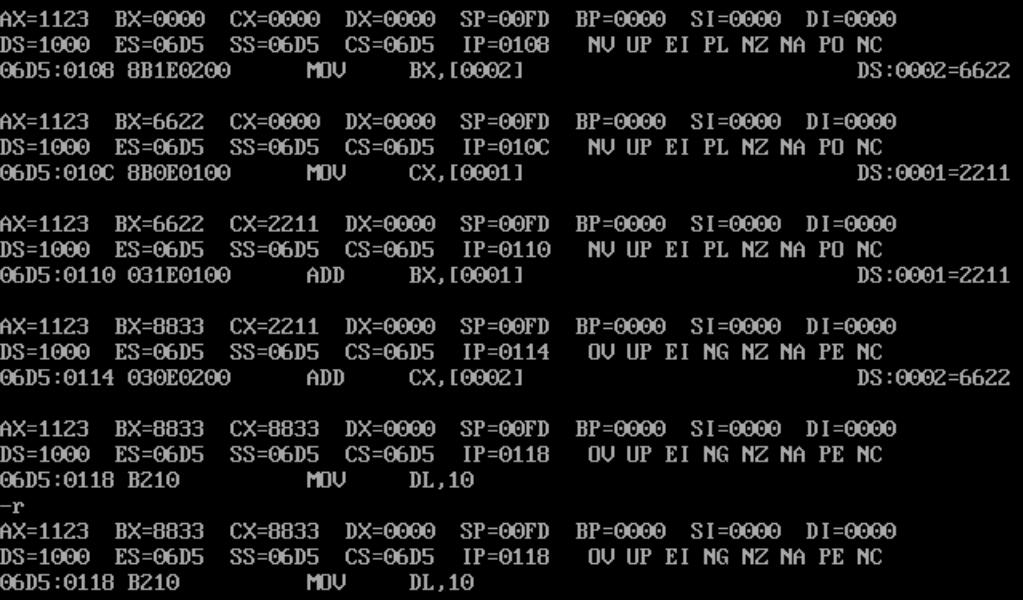 AX=1123  BX=0000  CX=0000  DX=0000  SP=00FD  BP=0000  SI=0000  DI=0000
DS=1000  ES=06D5  SS=06D5  CS=06D5  IP=0108   NV UP EI PL NZ NA PO NC
06D5:0108 8B1E0200      MOV     BX,[0002]                          DS:0002=6622
AX=1123  BX=6622  CX=0000  DX=0000  SP=00FD  BP=0000  SI=0000  DI=0000
DS=1000  ES=06D5  SS=06D5  CS=06D5  IP=010C   NV UP EI PL NZ NA PO NC
06D5:010C 8B0E0100      MOV     CX,[0001]                          DS:0001=2211
AX=1123  BX=6622  CX=2211  DX=0000  SP=00FD  BP=0000  SI=0000  DI=0000
DS=1000  ES=06D5  SS=06D5  CS=06D5  IP=0110   NV UP EI PL NZ NA PO NC
06D5:0110 031E0100      ADD     BX,[0001]                          DS:0001=2211
AX=1123  BX=8833  CX=2211  DX=0000  SP=00FD  BP=0000  SI=0000  DI=0000
DS=1000  ES=06D5  SS=06D5  CS=06D5  IP=0114   OV UP EI NG NZ NA PE NC
06D5:0114 030E0200      ADD     CX,[0002]                          DS:0002=6622
AX=1123  BX=8833  CX=8833  DX=0000  SP=00FD  BP=0000  SI=0000  DI=0000
DS=1000  ES=06D5  SS=06D5  CS=06D5  IP=0118   OV UP EI NG NZ NA PE NC
06D5:0118 B210          MOV     DL,10
-r
AX=1123  BX=8833  CX=8833  DX=0000  SP=00FD  BP=0000  SI=0000  DI=0000
DS=1000  ES=06D5  SS=06D5  CS=06D5  IP=0118   OV UP EI NG NZ NA PE NC
06D5:0118 B210          MOV     DL,10